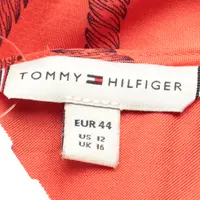 TOMMY HILFIGER
EUR 44
US 12
UK 16